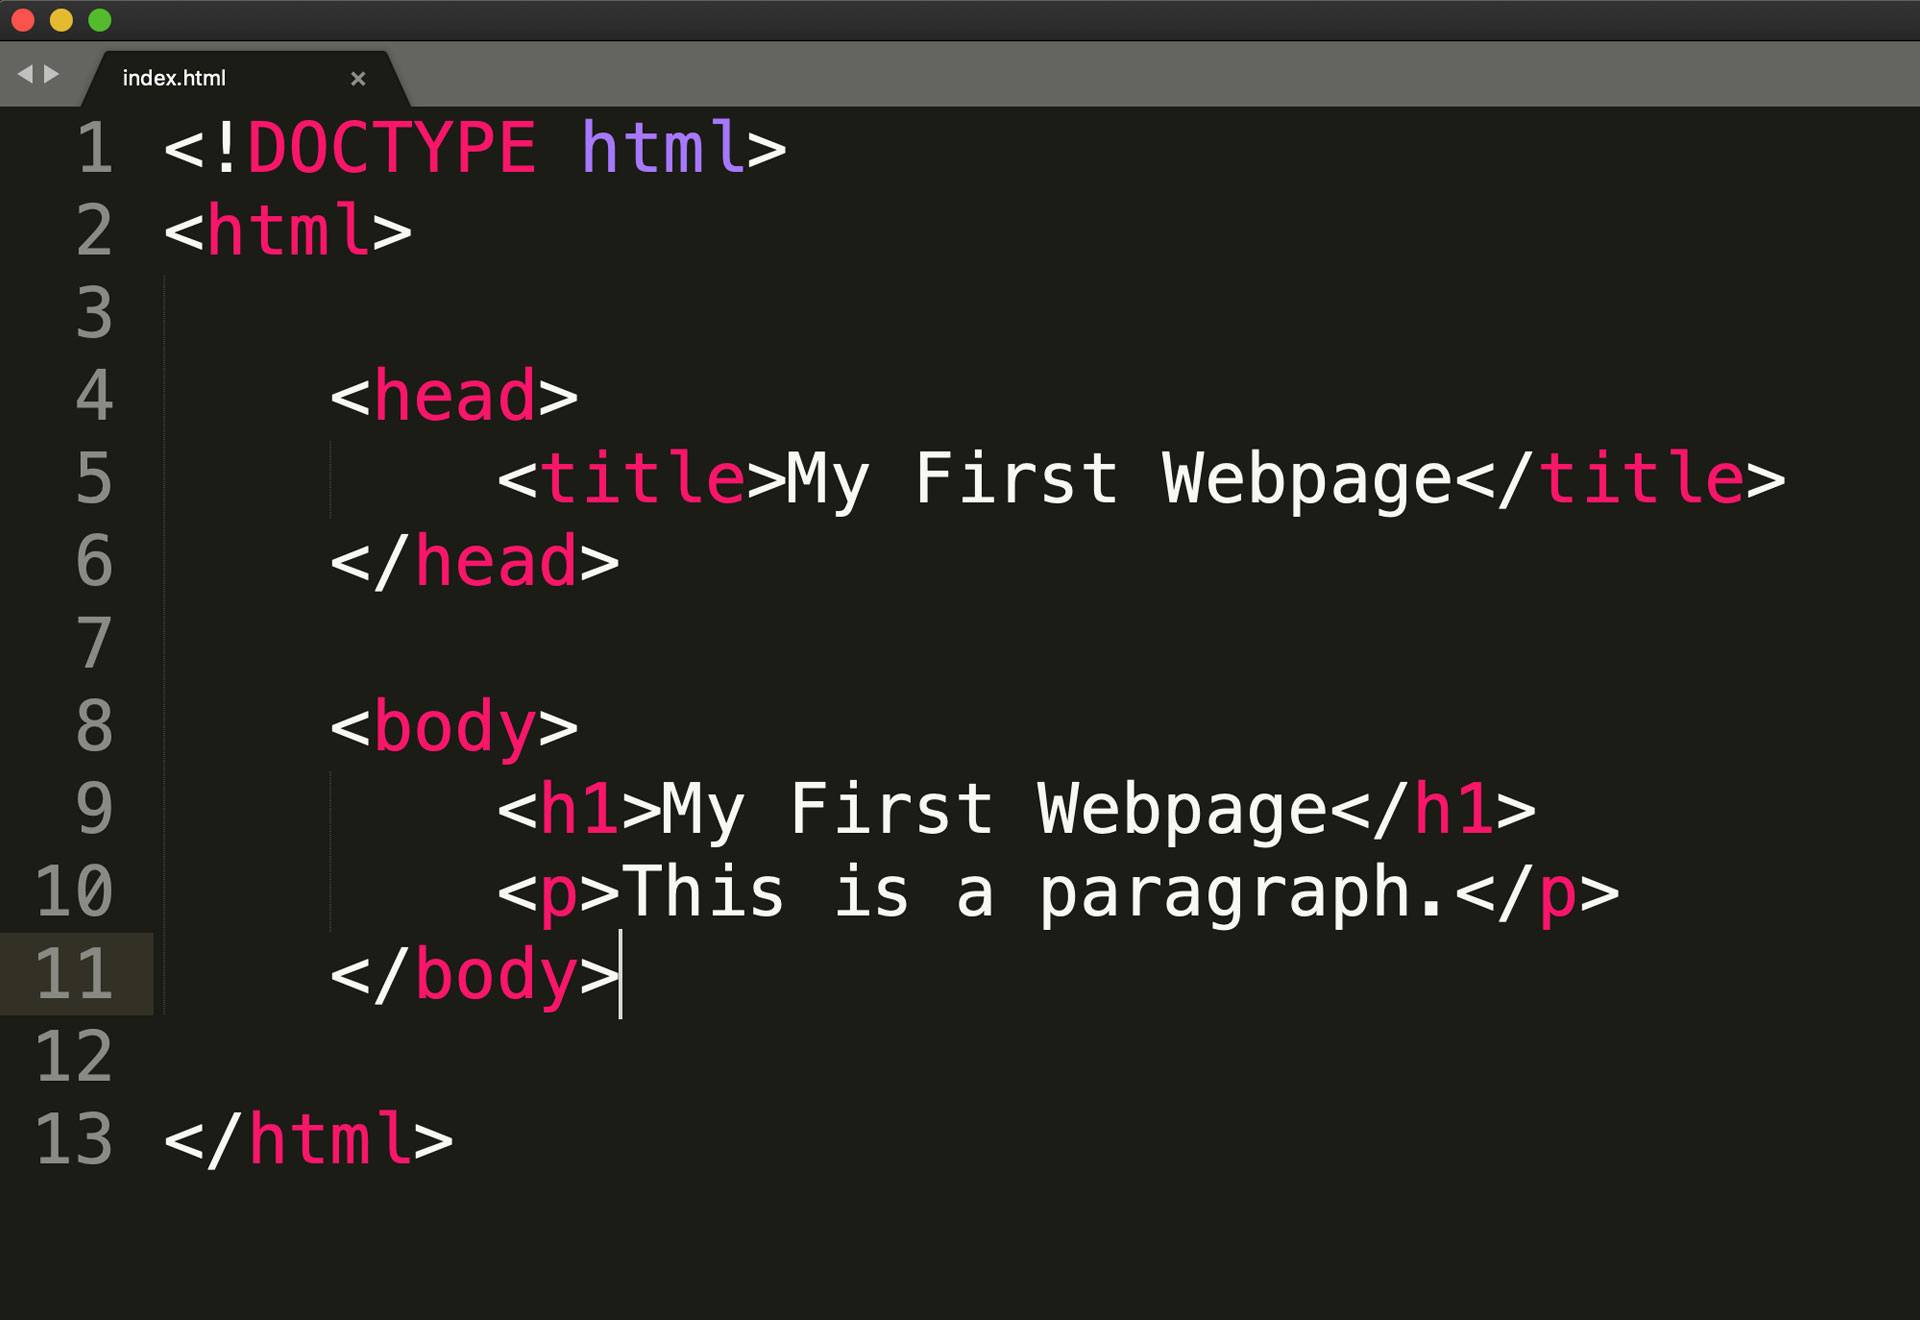 index.html ×
1 <!DOCTYPE html>
2 <html>
3
4     <head>
5         <title>My First Webpage</title>
6     </head>
7
8     <body>
9         <h1>My First Webpage</h1>
10         <p>This is a paragraph.</p>
11     </body>
12
13 </html>